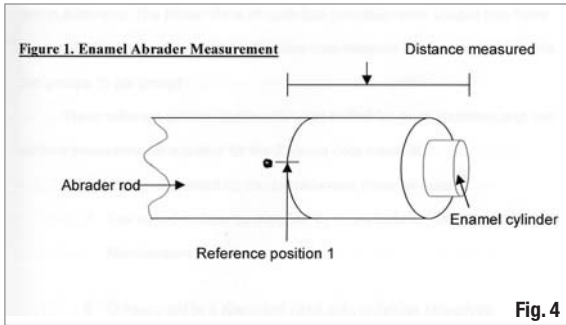 Figure 1. Enamel Abrader Measurement
Distance measured
Abrader rod
Enamel cylinder
Reference position 1
Fig. 4